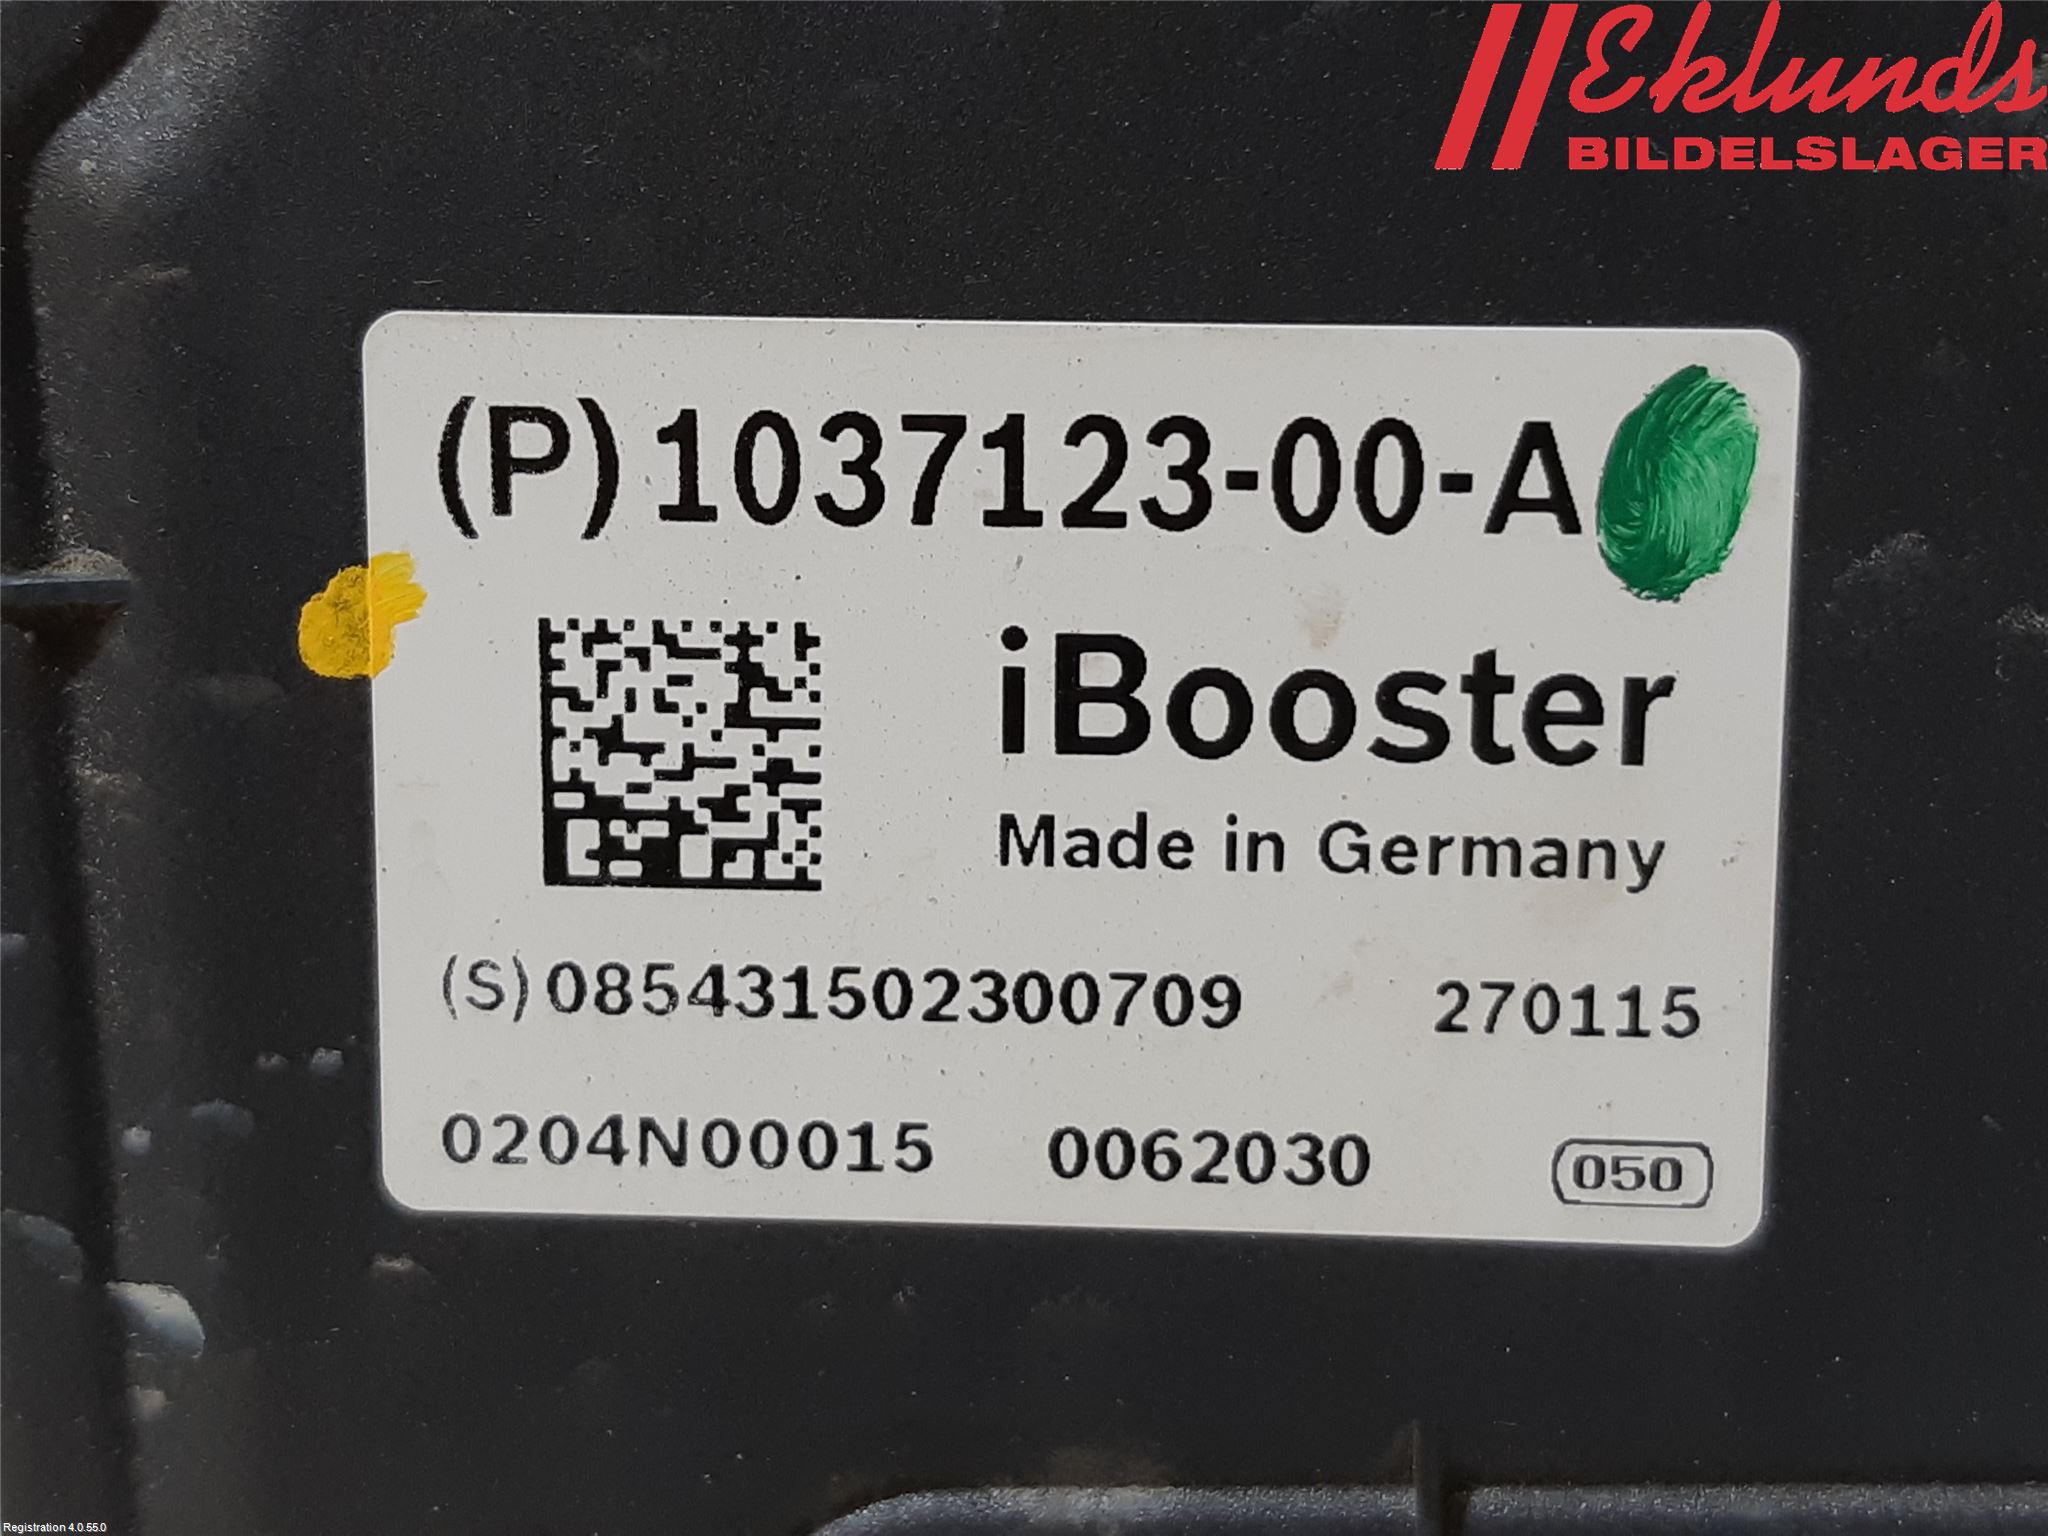 Eklunds
BILDELSLAGER
(P)1037123-00-A
iBooster
Made in Germany
(S)085431502300709 270115
0204N00015 0062030 050
Registration 4.0.55.0